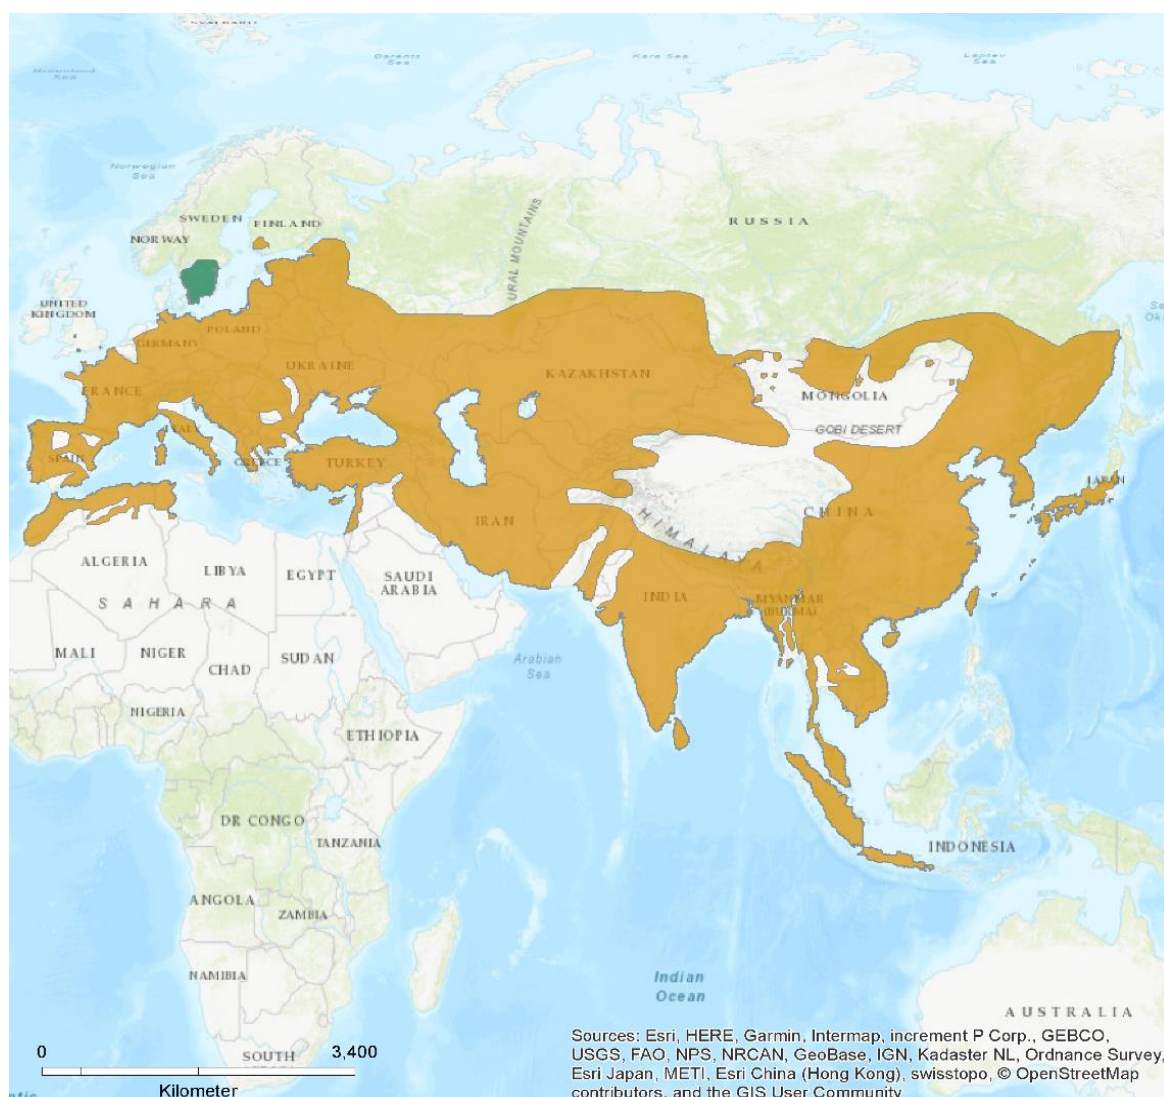 Barents
Sea
Kara Sea
Laptev
Sea
Norwegian
Sea
SWEDEN
FINLAND
NORWAY
URAL MOUNTAINS
RUSSIA
UNITED
KINGDOM
POLAND
GERMANY
UKRAINE
FRANCE
KAZAKHSTAN
MONGOLIA
GOBI DESERT
ITALY
SPAIN
GREECE
TURKEY
JAPAN
IRAN
CHINA
HIMALAYA
ALGERIA
LIBYA
EGYPT
SAUDI
ARABIA
INDIA
MYANMAR
(BURMA)
SAHARA
MALI
NIGER
CHAD
SUDAN
Arabian
Sea
NIGERIA
ETHIOPIA
DR CONGO
TANZANIA
INDONESIA
ANGOLA
ZAMBIA
NAMIBIA
Indian
Ocean
AUSTRALIA
SOUTH
0
3,400
Kilometer
Sources: Esri, HERE, Garmin, Intermap, increment P Corp., GEBCO,
USGS, FAO, NPS, NRCAN, GeoBase, IGN, Kadaster NL, Ordnance Survey,
Esri Japan, METI, Esri China (Hong Kong), swisstopo, © OpenStreetMap
contributors, and the GIS User Community